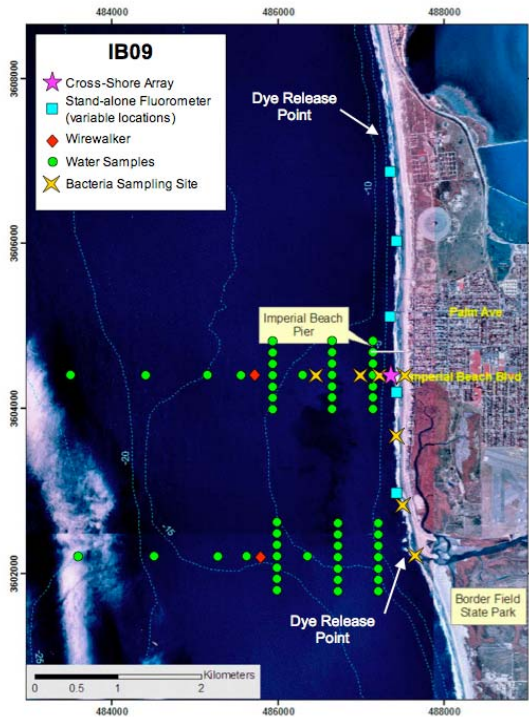 484000
486000
488000
IB09
Cross-Shore Array
Stand-alone Fluorometer
(variable locations)
Wirewalker
Water Samples
Bacteria Sampling Site
Dye Release
Point
3608000
-10
3606000
Imperial Beach
Pier
Palm Ave
Imperial Beach Blvd
3604000
-20
-15
3602000
Dye Release
Point
Border Field
State Park
-25
Kilometers
0 0.5 1 2
484000
486000
488000